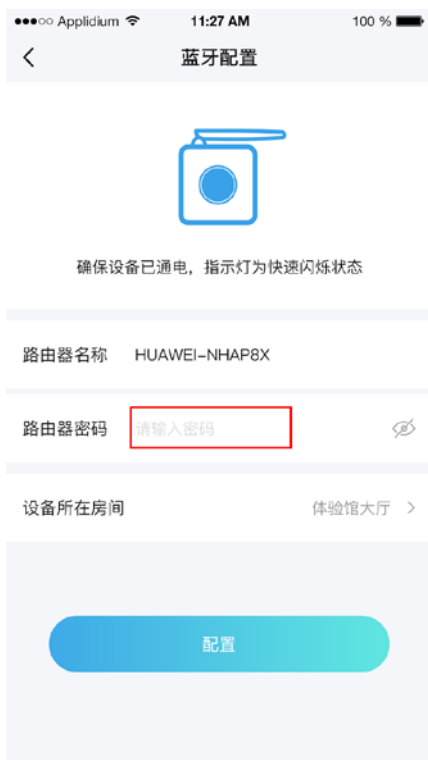 Applidium 11:27 AM 100 %
蓝牙配置
确保设备已通电，指示灯为快速闪烁状态
路由器名称 HUAWEI-NHAP8X
路由器密码 请输入密码
设备所在房间 体验馆大厅
配置